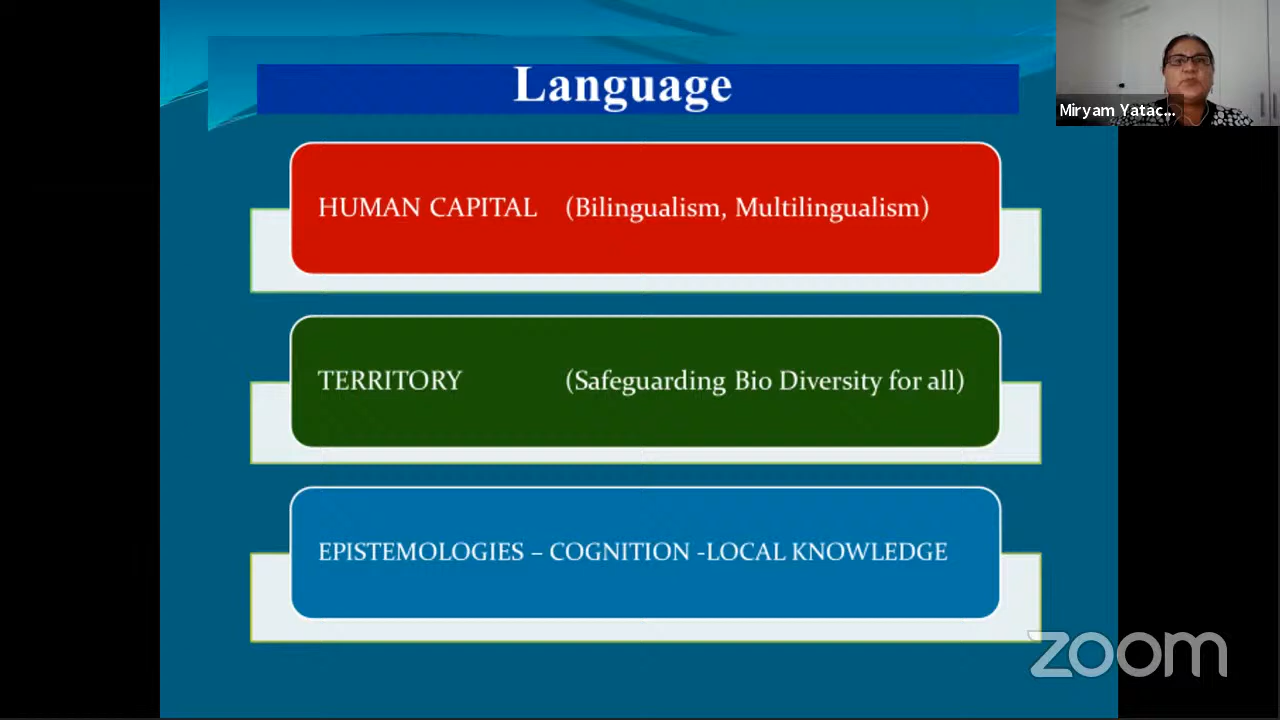 Language
Miryam Yatac...
HUMAN CAPITAL (Bilingualism, Multilingualism)
TERRITORY (Safeguarding Bio Diversity for all)
EPISTEMOLOGIES – COGNITION -LOCAL KNOWLEDGE
zoom